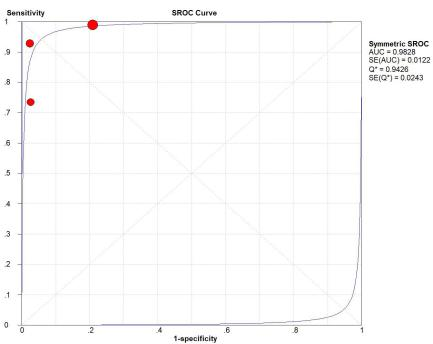 Sensitivity
SROC Curve
.9
.8
.7
.6
.5
.4
.3
.2
.1
0
0
.2
.4
.6
.8
1
1-specificity
Symmetric SROC
AUC = 0.9828
SE(AUC) = 0.0122
Q* = 0.9426
SE(Q*) = 0.0243